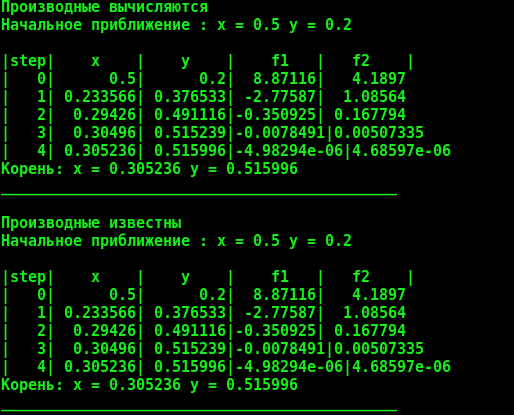 Производные вычисляются
Начальное приближение : x = 0.5 y = 0.2
|step|    x    |    y    |    f1   |   f2    |
|   0|      0.5|      0.2|  8.87116|   4.1897
|   1| 0.233566| 0.376533| -2.77587|  1.08564
|   2|  0.29426| 0.491116|-0.350925| 0.167794
|   3|  0.30496| 0.515239|-0.0078491|0.00507335
|   4| 0.305236| 0.515996|-4.98294e-06|4.68597e-06
Корень: x = 0.305236 y = 0.515996
____________________________________________
Производные известны
Начальное приближение : x = 0.5 y = 0.2
|step|    x    |    y    |    f1   |   f2    |
|   0|      0.5|      0.2|  8.87116|   4.1897
|   1| 0.233566| 0.376533| -2.77587|  1.08564
|   2|  0.29426| 0.491116|-0.350925| 0.167794
|   3|  0.30496| 0.515239|-0.0078491|0.00507335
|   4| 0.305236| 0.515996|-4.98294e-06|4.68597e-06
Корень: x = 0.305236 y = 0.515996
____________________________________________